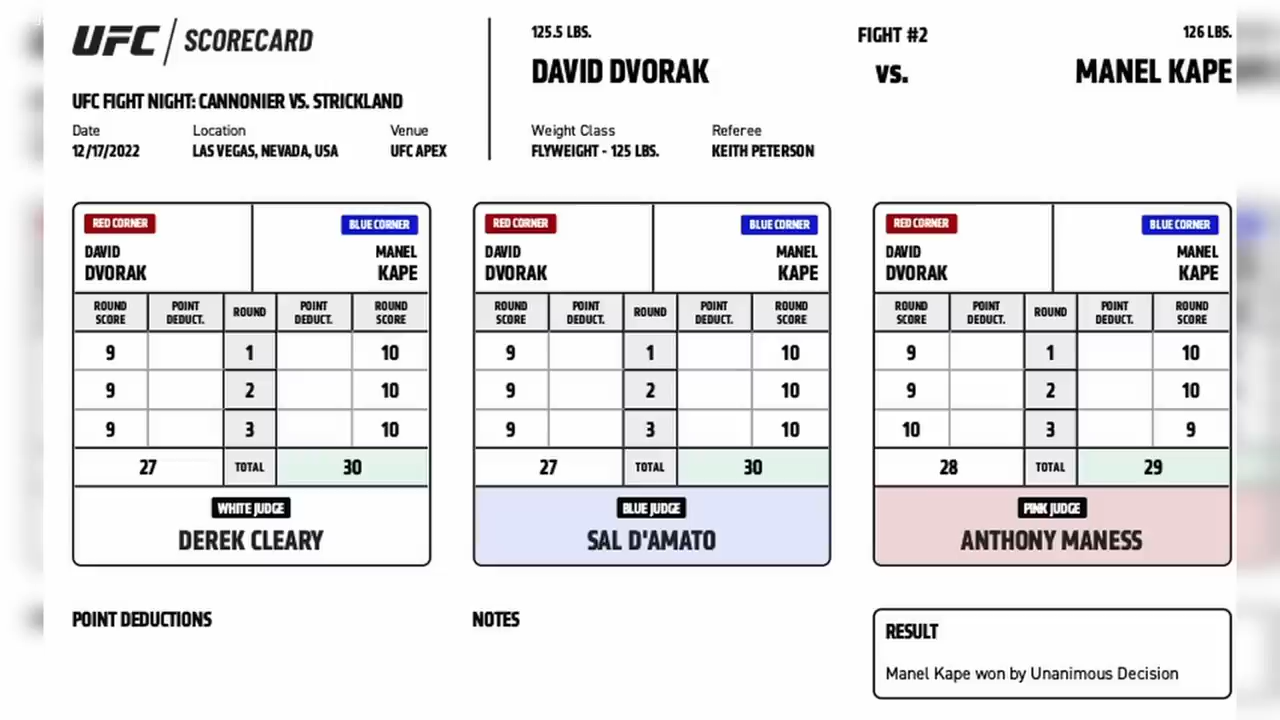 UFC / SCORECARD
UFC FIGHT NIGHT: CANNONIER VS. STRICKLAND
Date Location Venue
12/17/2022 LAS VEGAS, NEVADA, USA UFC APEX
125.5 LBS. FIGHT #2 126 LBS.
DAVID DVORAK VS. MANEL KAPE
Weight Class Referee
FLYWEIGHT - 125 LBS. KEITH PETERSON
RED CORNER BLUE CORNER
DAVID MANEL
DVORAK KAPE
ROUND POINT ROUND POINT ROUND
SCORE DEDUCT. DEDUCT. SCORE
9 1 10
9 2 10
9 3 10
27 TOTAL 30
WHITE JUDGE
DEREK CLEARY
RED CORNER BLUE CORNER
DAVID MANEL
DVORAK KAPE
ROUND POINT ROUND POINT ROUND
SCORE DEDUCT. DEDUCT. SCORE
9 1 10
9 2 10
9 3 10
27 TOTAL 30
BLUE JUDGE
SAL D'AMATO
RED CORNER BLUE CORNER
DAVID MANEL
DVORAK KAPE
ROUND POINT ROUND POINT ROUND
SCORE DEDUCT. DEDUCT. SCORE
9 1 10
9 2 10
10 3 9
28 TOTAL 29
PINK JUDGE
ANTHONY MANESS
POINT DEDUCTIONS
NOTES
RESULT
Manel Kape won by Unanimous Decision